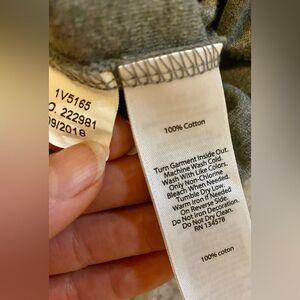 1V5165
O. 222981
09/2018
100% Cotton
Turn Garment Inside Out.
Machine Wash Cold.
Wash With Like Colors.
Only Non-Chlorine
Bleach When Needed.
Tumble Dry Low.
Warm Iron if Needed
On Reverse Side.
Do Not Iron Decoration.
Do Not Dry Clean.
RN 134578
100% cotton